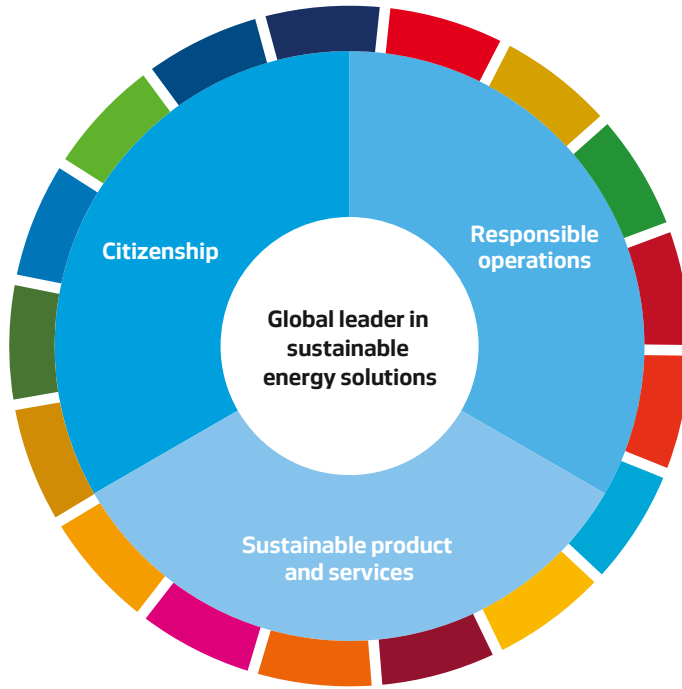 Citizenship
Responsible
operations
Global leader in
sustainable
energy solutions
Sustainable product
and services